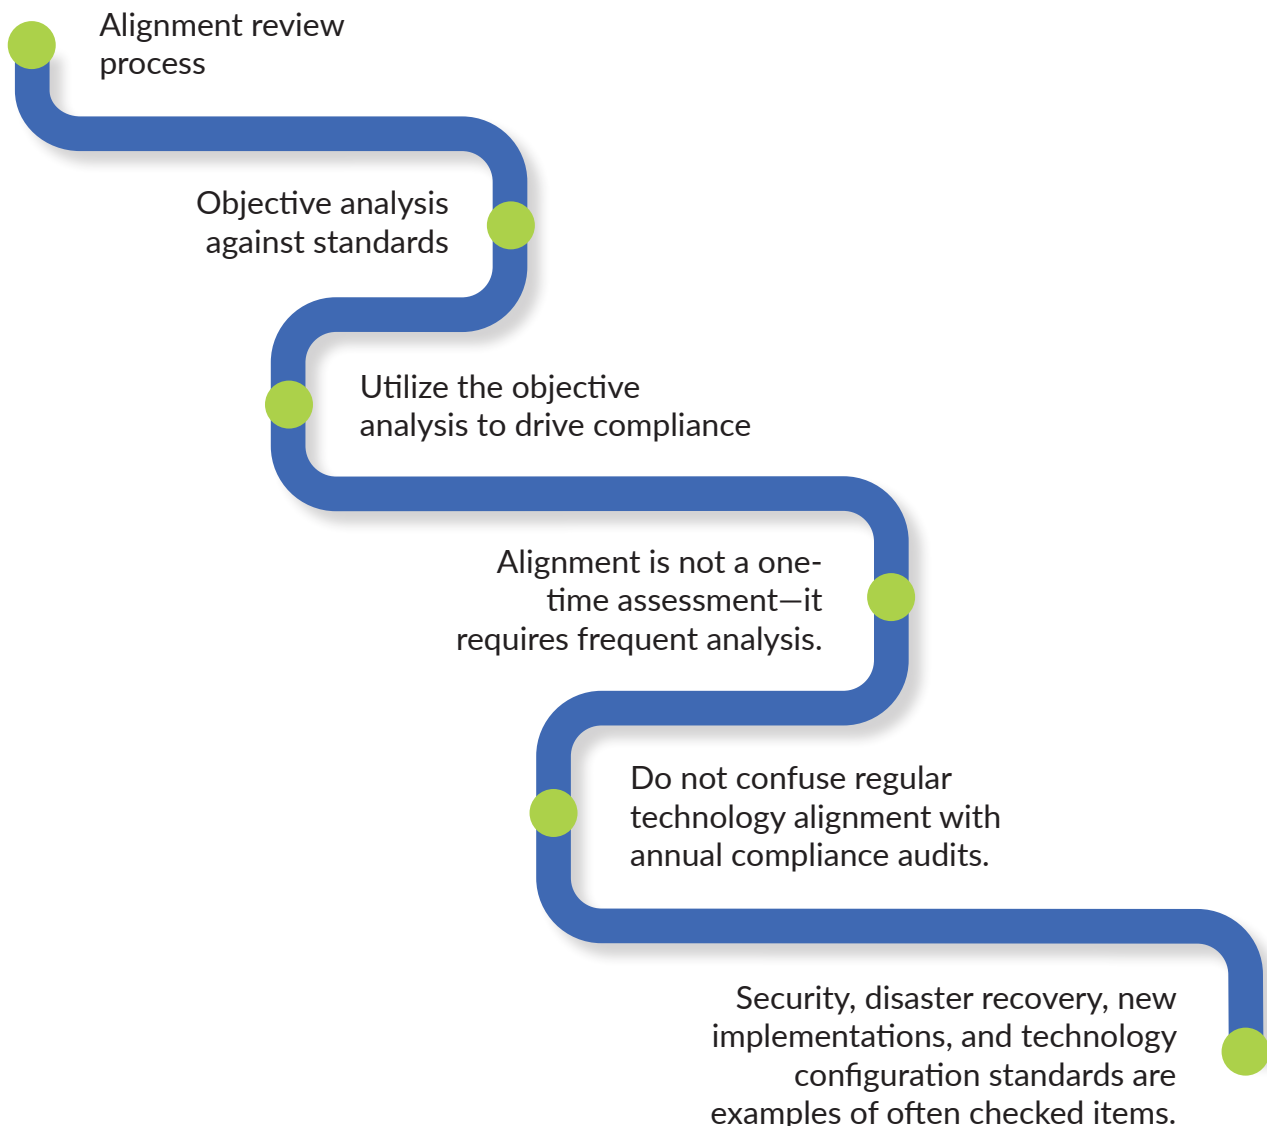 Alignment review
process
Objective analysis
against standards
Utilize the objective
analysis to drive compliance
Alignment is not a one-
time assessment—it
requires frequent analysis.
Do not confuse regular
technology alignment with
annual compliance audits.
Security, disaster recovery, new
implementations, and technology
configuration standards are
examples of often checked items.